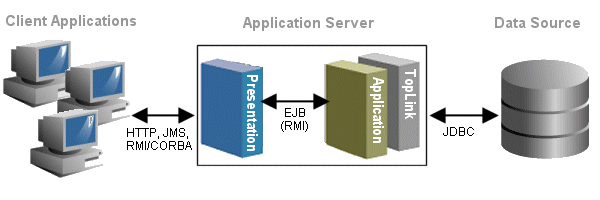 Client Applications
Application Server
Data Source
Presentation
Application
TopLink
HTTP, JMS,
RMI/CORBA
EJB
(RMI)
JDBC